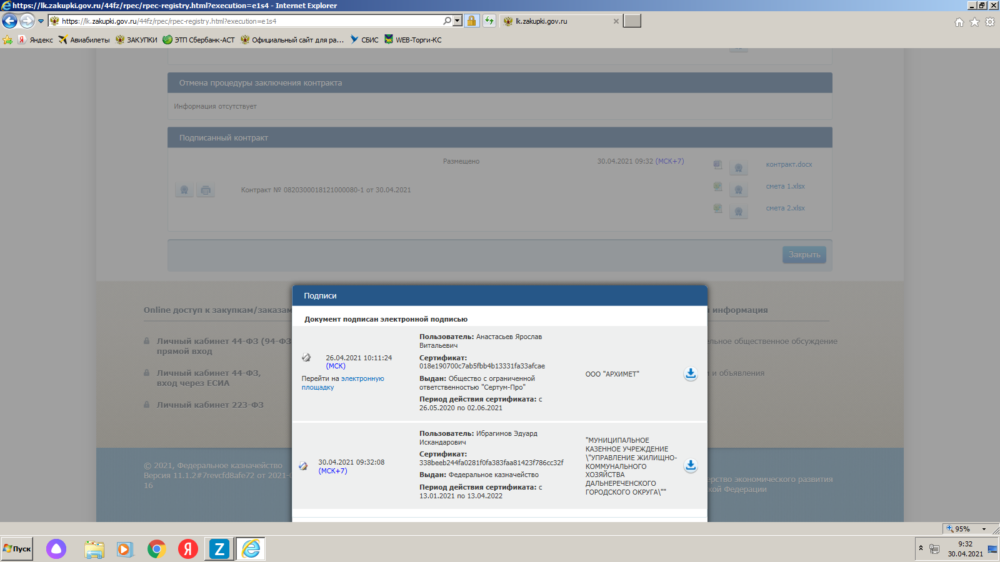 https://lk.zakupki.gov.ru/44fz/rpec/rpec-registry.html?execution=e1s4 - Internet Explorer
https://lk.zakupki.gov.ru/44fz/rpec/rpec-registry.html?execution=e1s4
lk.zakupki.gov.ru
Яндекс Авиабилеты ЗАКУПКИ ЭТП Сбербанк-АСТ Официальный сайт для ра... СБИС WEB-Торги-КС
Отмена процедуры заключения контракта
Информация отсутствует
Подписанный контракт
Размещено 30.04.2021 09:32 (МСК+7)
контракт.docx
Контракт № 0820300018121000080-1 от 30.04.2021
смета 1.xlsx
смета 2.xlsx
Закрыть
Online доступ к закупкам/заказам
Личный кабинет 44-ФЗ (94-ФЗ
прямой вход
Личный кабинет 44-ФЗ,
вход через ЕСИА
Личный кабинет 223-ФЗ
информация
льное общественное обсуждение
и и объявления
© 2021, Федеральное казначейство
Версия 11.1.2#7revcfd8afe72 от 2021-
16
рство экономического развития
кой Федерации
Подписи
Документ подписан электронной подписью
26.04.2021 10:11:24
(МСК)
Перейти на электронную
площадку
Пользователь: Анастасьев Ярослав
Витальевич
Сертификат:
018e190700c7ab5fbb4b13331fa33afcae
Выдан: Общество с ограниченной
ответственностью "Сертум-Про"
Период действия сертификата: с
26.05.2020 по 02.06.2021
ООО "АРХИМЕТ"
30.04.2021 09:32:08
(МСК+7)
Пользователь: Ибрагимов Эдуард
Искандарович
Сертификат:
338beeb244fa0281f0fa383faa81423f786cc32f
Выдан: Федеральное казначейство
Период действия сертификата: с
13.01.2021 по 13.04.2022
"МУНИЦИПАЛЬНОЕ
КАЗЕННОЕ УЧРЕЖДЕНИЕ
\"УПРАВЛЕНИЕ ЖИЛИЩНО-
КОММУНАЛЬНОГО
ХОЗЯЙСТВА
ДАЛЬНЕРЕЧЕНСКОГО
ГОРОДСКОГО ОКРУГА\""
95%
Пуск
9:32
30.04.2021